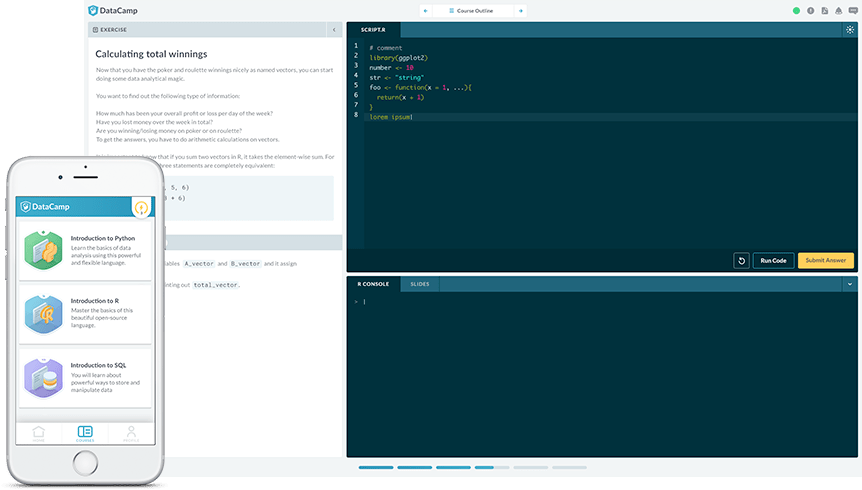 DataCamp
Course Outline
EXERCISE
Calculating total winnings
Now that you have the poker and roulette winnings nicely as named vectors, you can start
doing some data analytical magic.
You want to find out the following type of information:
How much has been your overall profit or loss per day of the week?
Have you lost money over the week in total?
Are you winning/losing money on poker or on roulette?
To get the answers, you have to do arithmetic calculations on vectors.
that if you sum two vectors in R, it takes the element-wise sum. For
three statements are completely equivalent:
, 5, 6)
+ 6)
A_vector and B_vector and it assign
out total_vector.
SCRIPT.R
1 # comment
2 library(ggplot2)
3 number <- 10
4 str <- "string"
5 foo <- function(x = 1, ...){
6 return(x + 1)
7 }
8 lorem ipsum
Run Code
Submit Answer
R CONSOLE
SLIDES
>
DataCamp
Introduction to Python
Learn the basics of data
analysis using this powerful
and flexible language.
Introduction to R
Master the basics of this
beautiful open-source
language.
Introduction to SQL
You will learn about
powerful ways to store and
manipulate data
HOME
COURSES
PROFILE